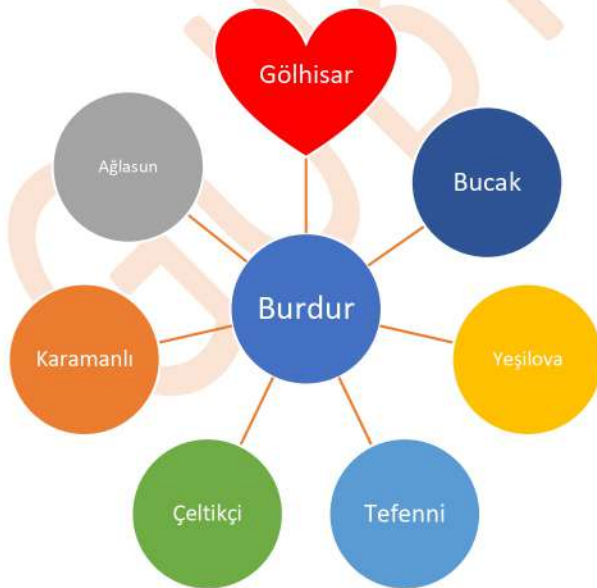 Gölhisar
Bucak
Yeşilova
Tefenni
Çeltikçi
Karamanlı
Ağlasun
Burdur